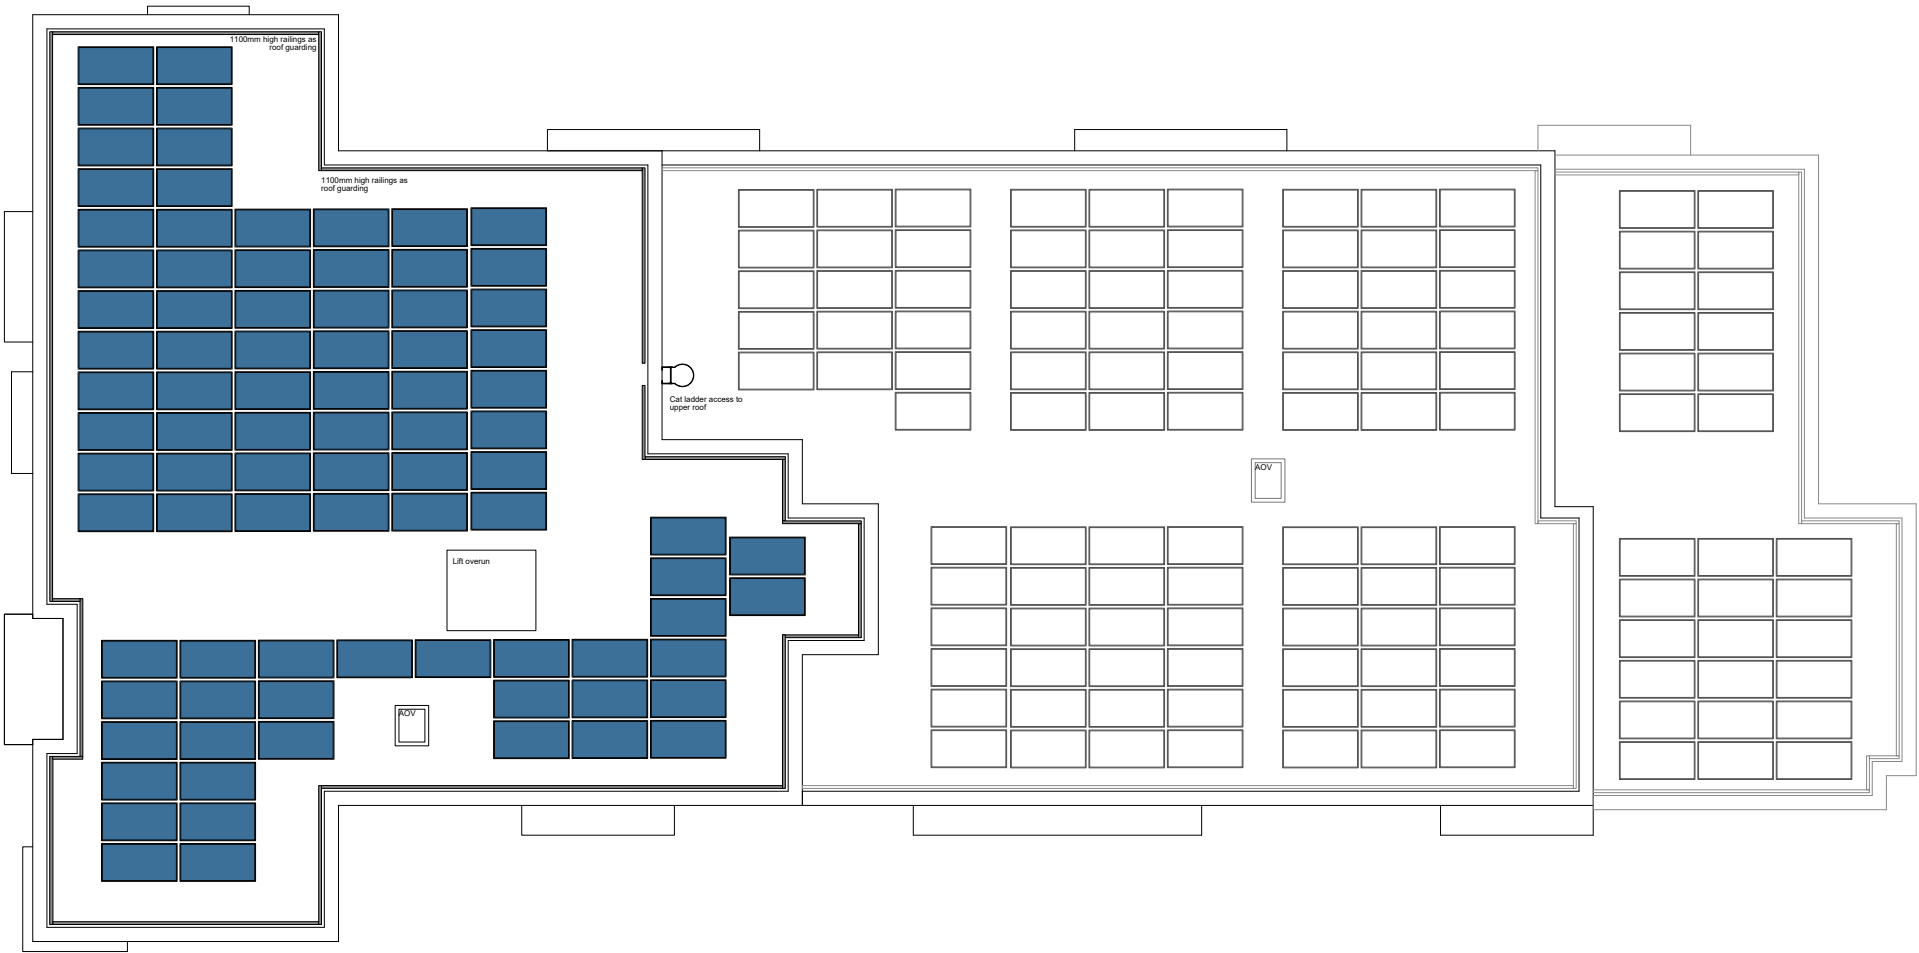 1100mm high railings as
roof guarding
1100mm high railings as
roof guarding
Cat ladder access to
upper roof
AOV
Lift overun
AOV